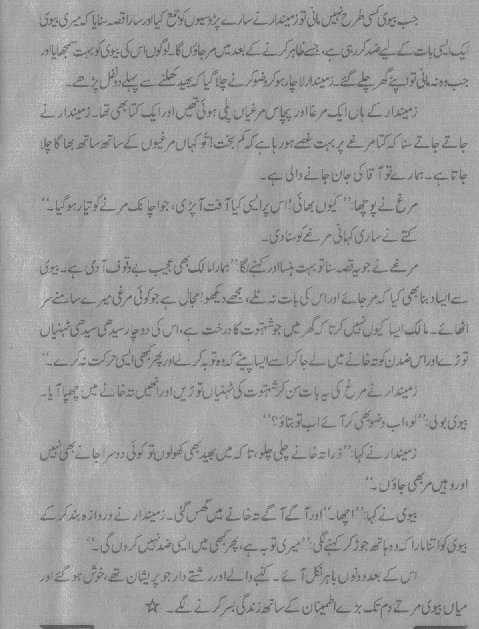 جب بیوی کسی طرح نہیں مانی تو زمیندار نے سارے پڑوسیوں کو جمع کیا اور سارا قصہ سنایا کہ میری بیوی
ایک ایسی بات کے لیے ضد کر رہی ہے، جسے ظاہر کرنے کے بعد میں مر جاؤں گا۔ لوگوں اس کی بیوی کو بہت سمجھایا اور
جب وہ نہ مانی تو اپنے گھر چلے گئے۔ زمیندار لاچار ہو کر وضو کرنے چلا گیا کہ بھید کھلنے سے پہلے دو نفل پڑھے۔
زمیندار کے ہاں ایک مرغا اور پچاس مرغیاں پلی ہوئی تھیں اور ایک کتا بھی تھا۔ زمیندار نے
جاتے جاتے سنا کہ کتا مرغے پر بہت غصے ہو رہا ہے کہ کم بخت! تُو کہاں مرغیوں کے ساتھ ساتھ بھاگا چلا
جاتا ہے۔ ہمارے تو آقا کی جان جانے والی ہے۔
مرغ نے پوچھا: ”کیوں بھائی! اس پر ایسی کیا آفت آپڑی، جو اچانک مرنے کو تیار ہو گیا۔“
کتے نے ساری کہانی مرغے کو سنا دی۔
مرغے نے جو یہ قصہ سنا تو بہت ہنسا اور کہنے لگا: ”ہمارا مالک بھی عجیب بے وقوف آدمی ہے۔ بیوی
سے ایسا دبنا بھی کیا کہ مر جائے اور اس کی بات نہ ٹلے، مجھے دیکھو! مجال ہے جو کوئی مرغی میرے سامنے سر
اٹھائے۔ مالک ایسا کیوں نہیں کرتا کہ گھر میں جو شہتوت کا درخت ہے، اس کی دو چار سیدھی سیدھی ٹہنیاں
توڑے اور اس ضدن کو تہ خانے میں لے جا کر اسے ایسا پیٹے کہ وہ توبہ کر لے اور پھر کبھی ایسی حرکت نہ کرے۔“
زمیندار نے مرغ کی یہ بات سن کر شہتوت کی ٹہنیاں توڑیں اور انھیں تہ خانے میں چھپا آیا۔
بیوی بولی: ”لو، اب وضو بھی کر آئے اب تو بتاؤ؟“
زمیندار نے کہا: ”ذرا تہ خانے چلی چلو، تاکہ میں بھید بھی کھولوں تو کوئی دوسرا جانے بھی نہیں
اور وہیں مر بھی جاؤں۔“
بیوی نے کہا: ”اچھا۔“ اور آگے آگے تہ خانے میں گھس گئی۔ زمیندار نے دروازہ بند کر کے
بیوی کو اتنا مارا کہ وہ ہاتھ جوڑ کر کہنے لگی: ”میری توبہ ہے، پھر کبھی میں ایسی ضد نہیں کروں گی۔“
اس کے بعد دونوں باہر نکل آئے۔ کنبے والے اور رشتے دار جو پریشان تھے، خوش ہو گئے اور
میاں بیوی مرتے دم تک بڑے اطمینان کے ساتھ زندگی بسر کرنے لگے۔ ☆